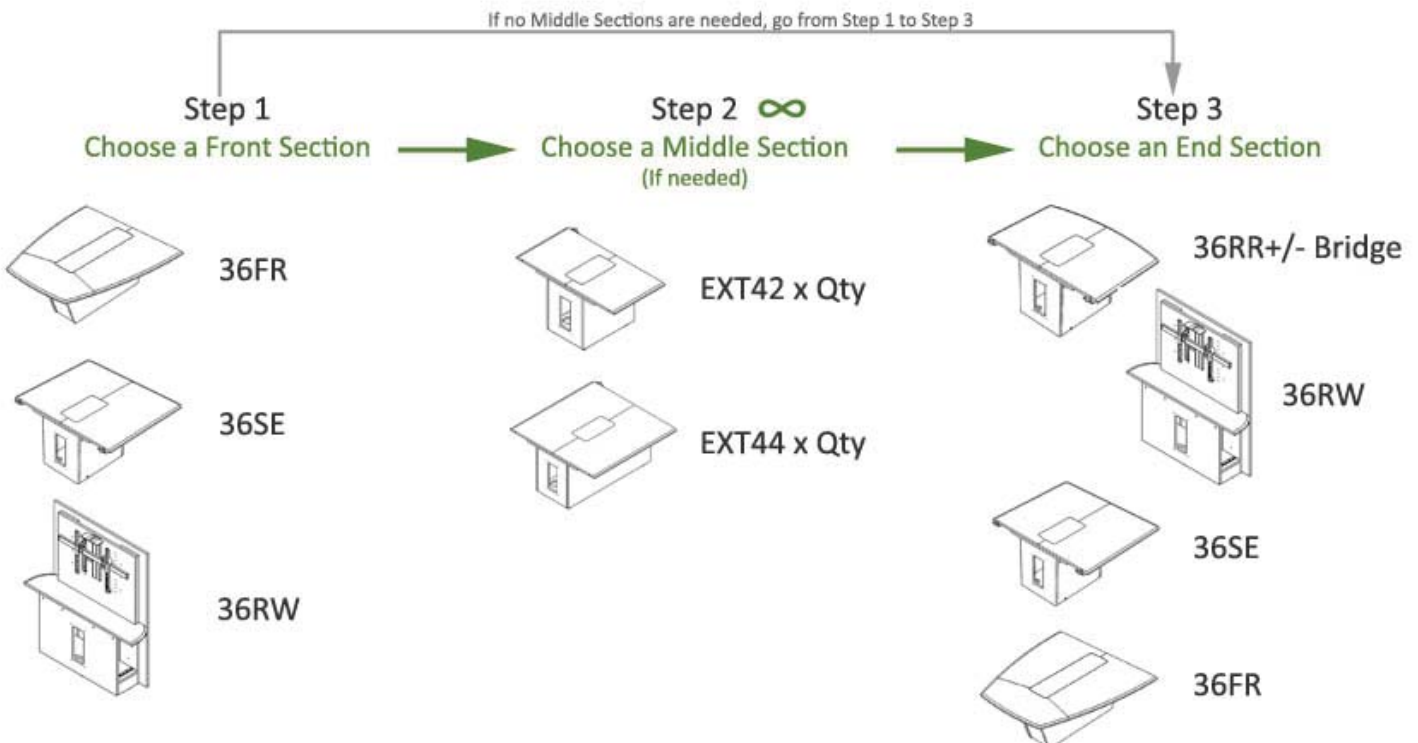 If no Middle Sections are needed, go from Step 1 to Step 3
Step 1
Choose a Front Section
36FR
36SE
36RW
Step 2 ∞
Choose a Middle Section
(If needed)
EXT42 x Qty
EXT44 x Qty
Step 3
Choose an End Section
36RR+/- Bridge
36RW
36SE
36FR